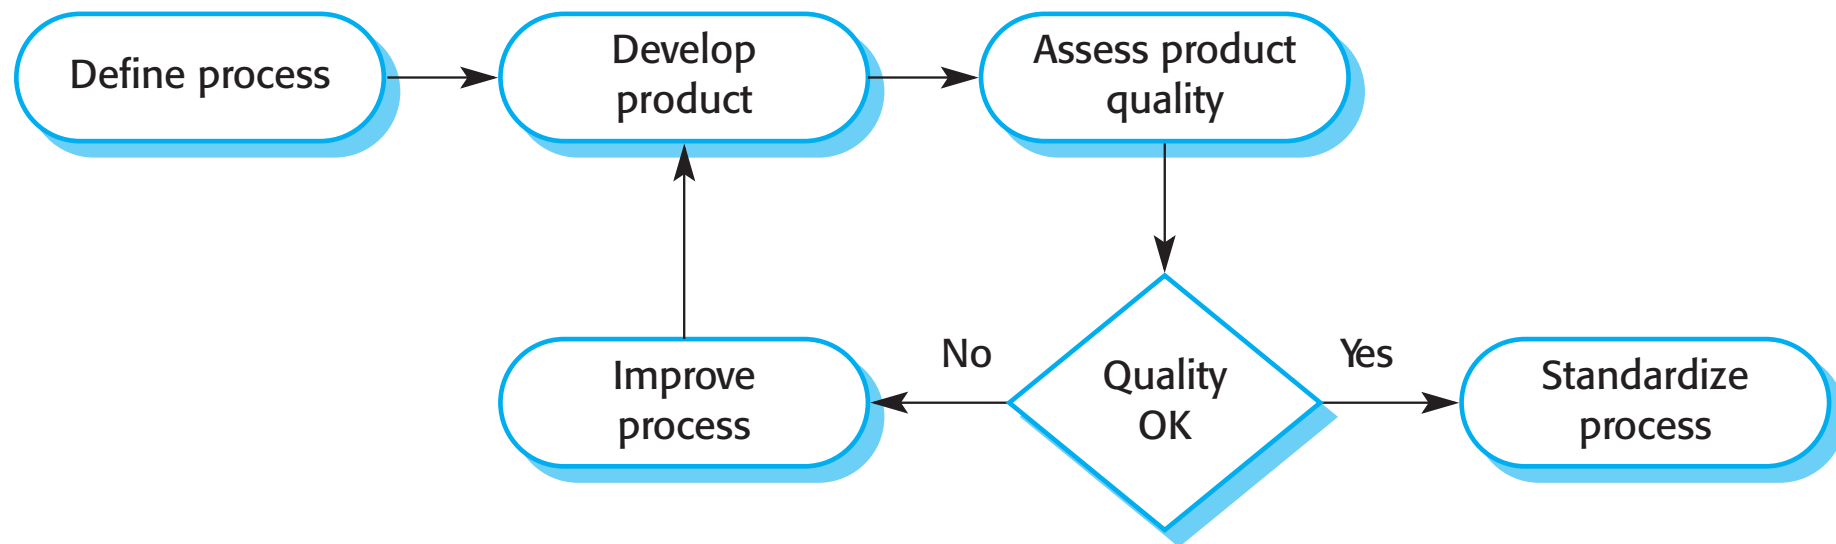 Define process
Develop
product
Assess product
quality
No
Yes
Improve
process
Quality
OK
Standardize
process